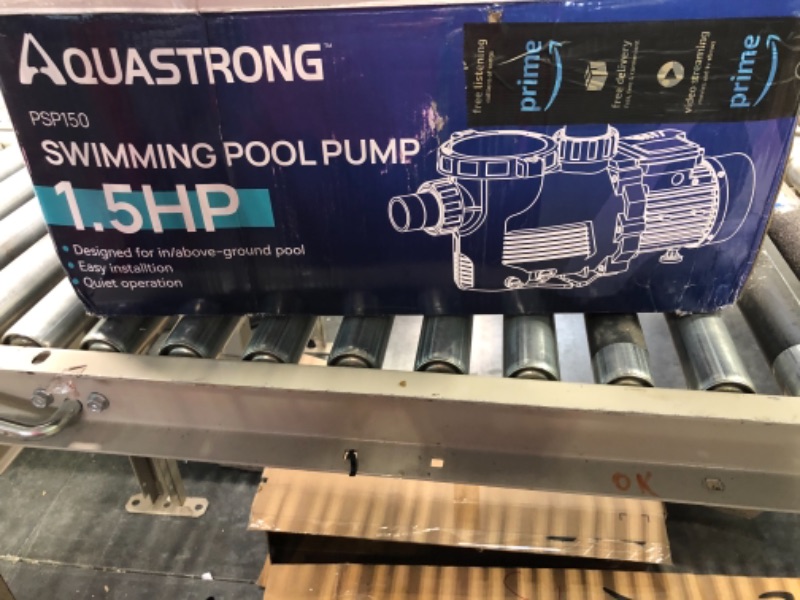 AQUASTRONG™
PSP150
SWIMMING POOL PUMP
1.5HP
Designed for in/above-ground pool
Easy installtion
Quiet operation
free listening
prime
free delivery
video streaming
prime
OK